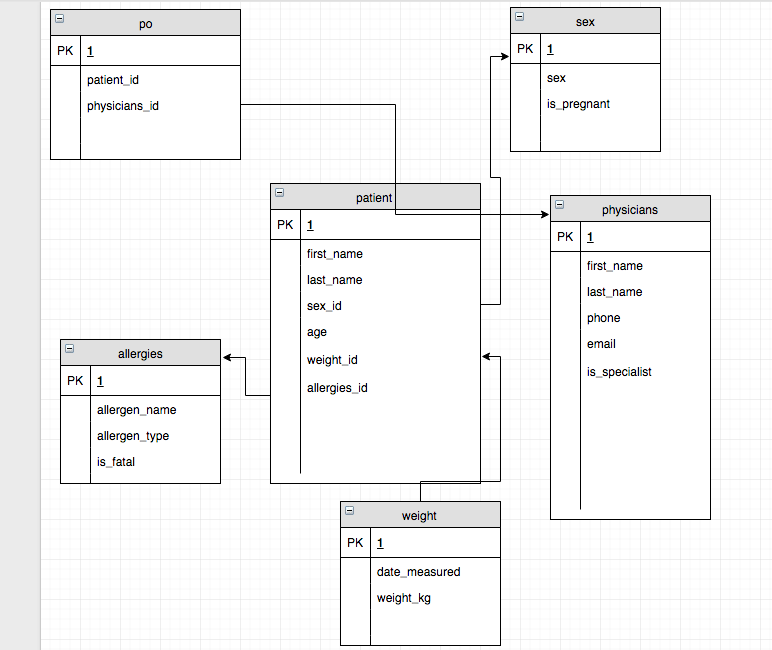 po
PK 1
patient_id
physicians_id
sex
PK 1
sex
is_pregnant
patient
PK 1
first_name
last_name
sex_id
age
weight_id
allergies_id
physicians
PK 1
first_name
last_name
phone
email
is_specialist
allergies
PK 1
allergen_name
allergen_type
is_fatal
weight
PK 1
date_measured
weight_kg